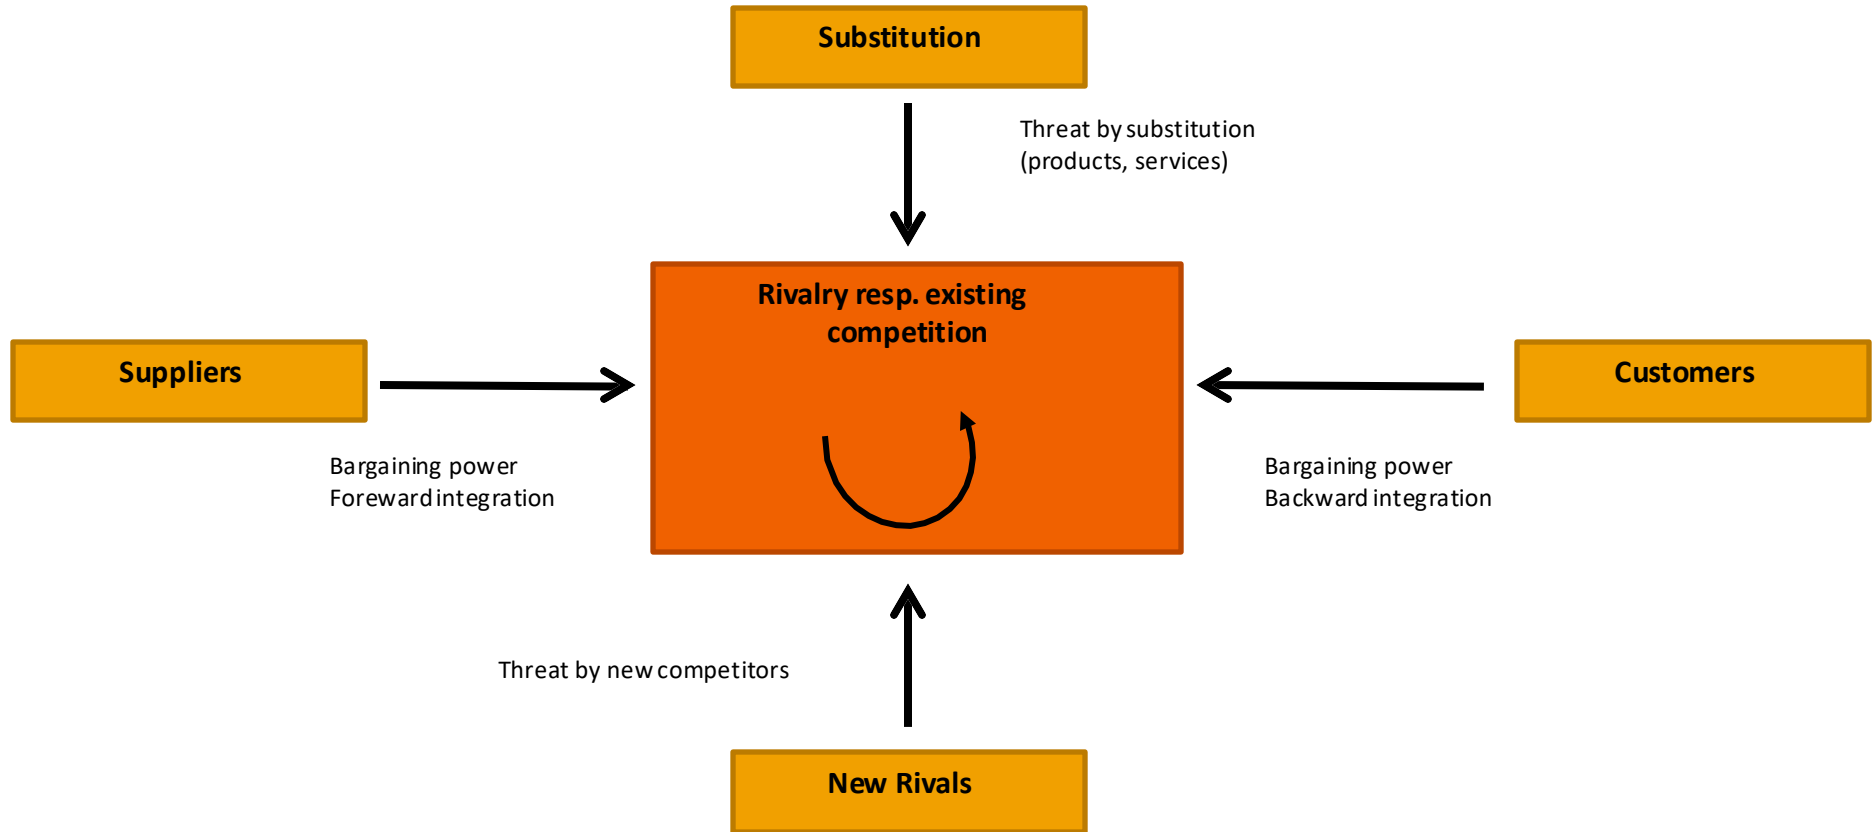 Substitution
Threat by substitution
(products, services)
Rivalry resp. existing
competition
Suppliers
Customers
Bargaining power
Foreward integration
Bargaining power
Backward integration
Threat by new competitors
New Rivals